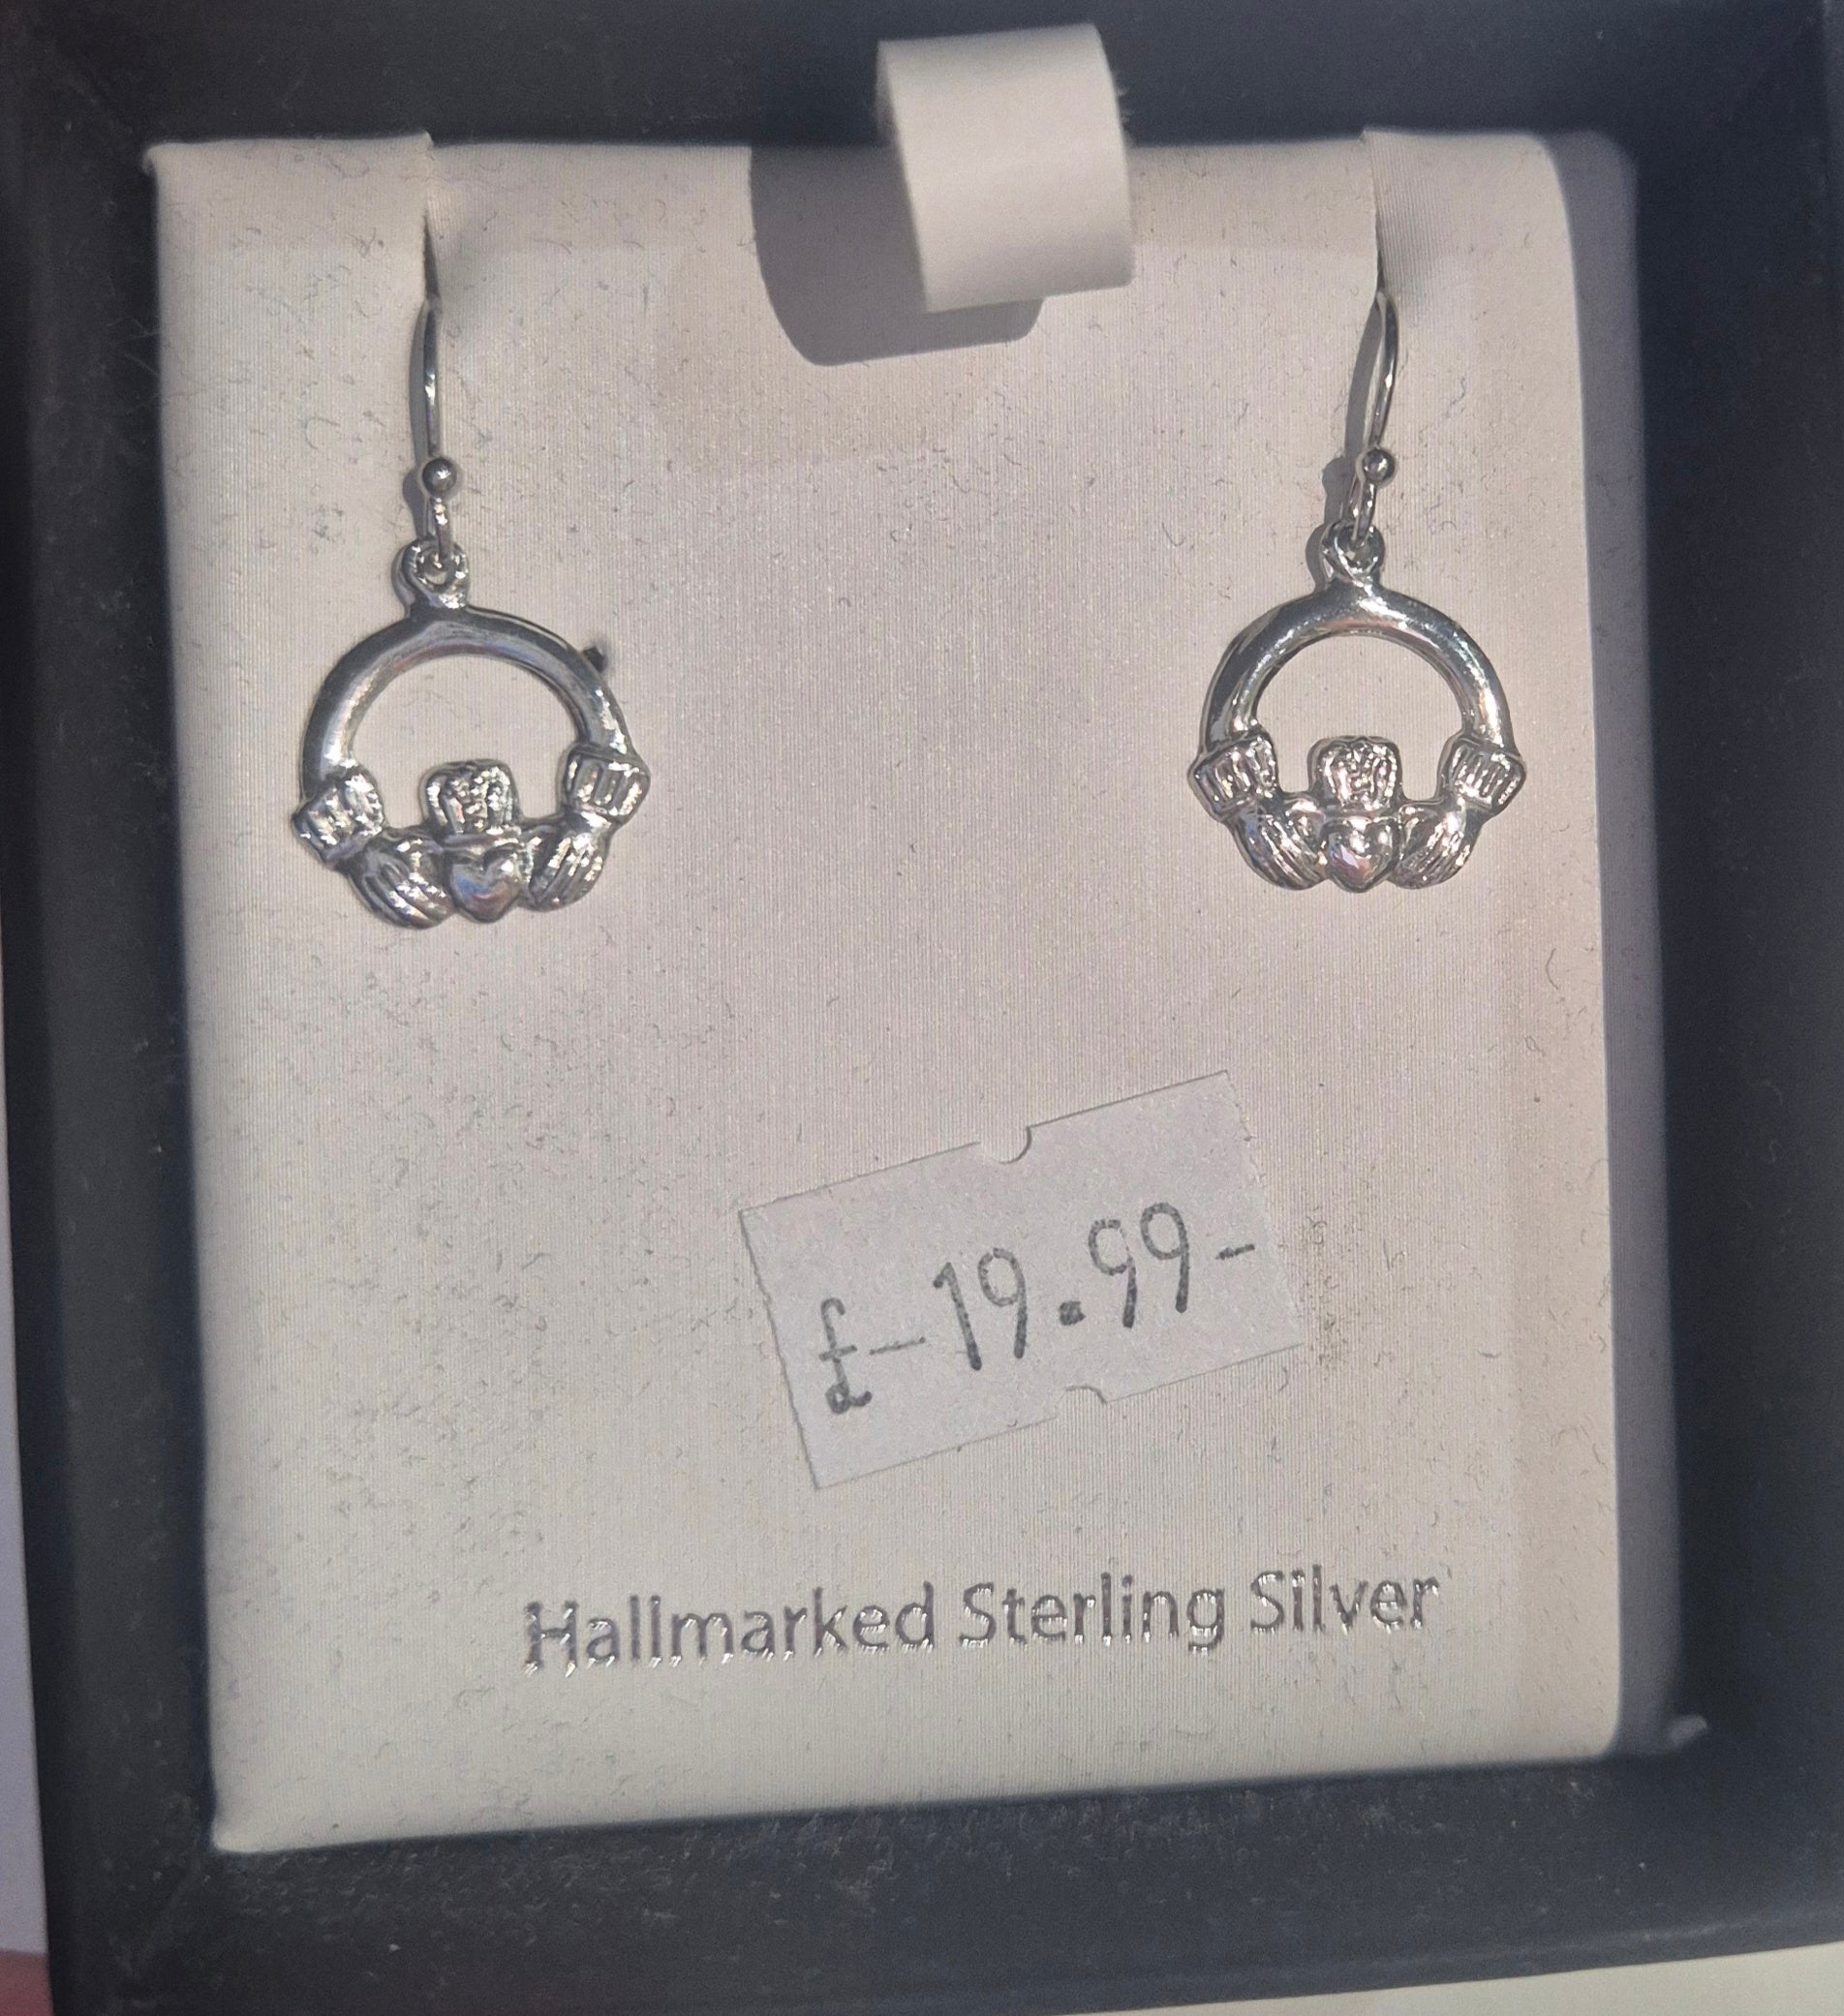 £-19.99-
Hallmarked Sterling Silver